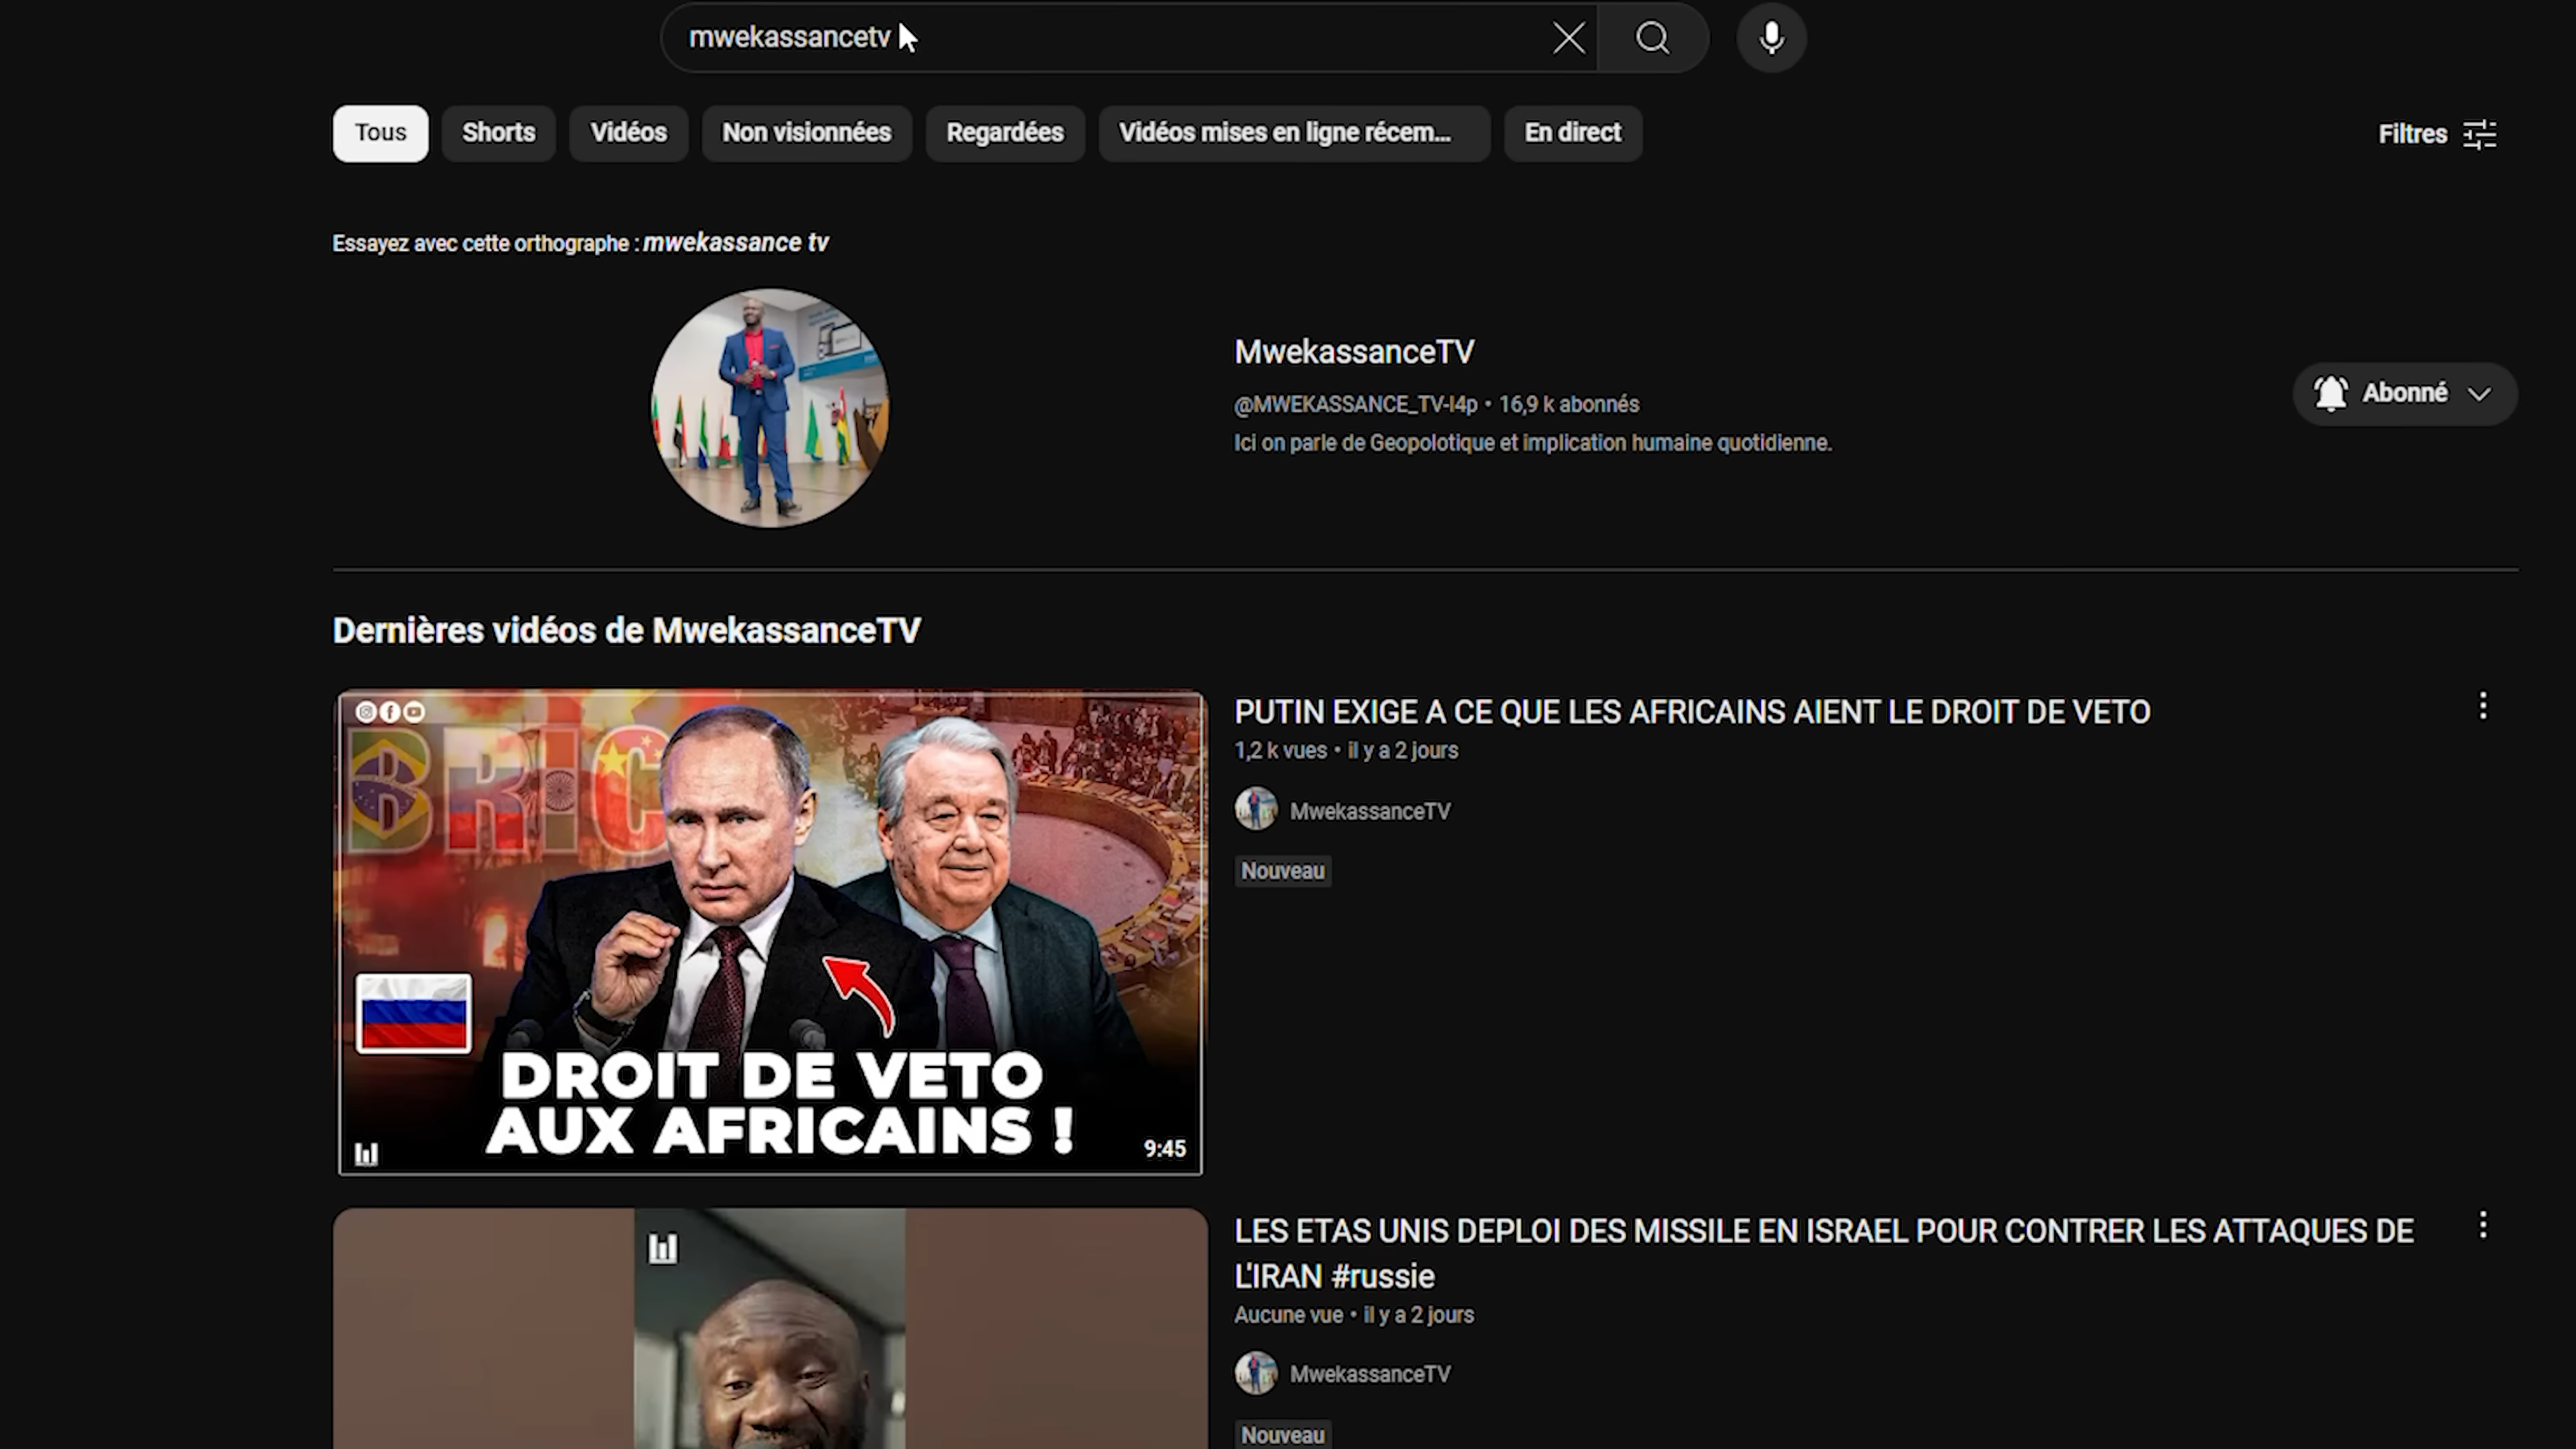 mwekassancetv
Tous
Shorts
Vidéos
Non visionnées
Regardées
Vidéos mises en ligne récem...
En direct
Filtres
Essayez avec cette orthographe : mwekassance tv
MwekassanceTV
@MWEKASSANCE_TV-l4p • 16,9 k abonnés
Ici on parle de Geopolotique et implication humaine quotidienne.
Abonné
Dernières vidéos de MwekassanceTV
BRIC
DROIT DE VETO
AUX AFRICAINS !
9:45
PUTIN EXIGE A CE QUE LES AFRICAINS AIENT LE DROIT DE VETO
1,2 k vues • il y a 2 jours
MwekassanceTV
Nouveau
LES ETAS UNIS DEPLOI DES MISSILE EN ISRAEL POUR CONTRER LES ATTAQUES DE
L'IRAN #russie
Aucune vue • il y a 2 jours
MwekassanceTV
Nouveau